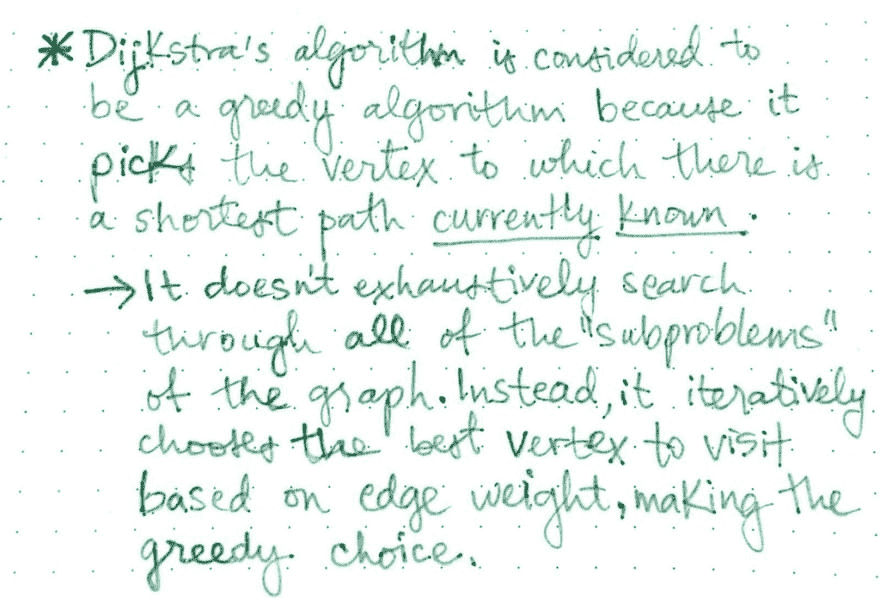 * Dijkstra's algorithm is considered to
be a greedy algorithm because it
picks the vertex to which there is
a shortest path currently known.
→ It doesn't exhaustively search
through all of the "subproblems"
of the graph. Instead, it iteratively
chooses the best vertex to visit
based on edge weight, making the
greedy choice.